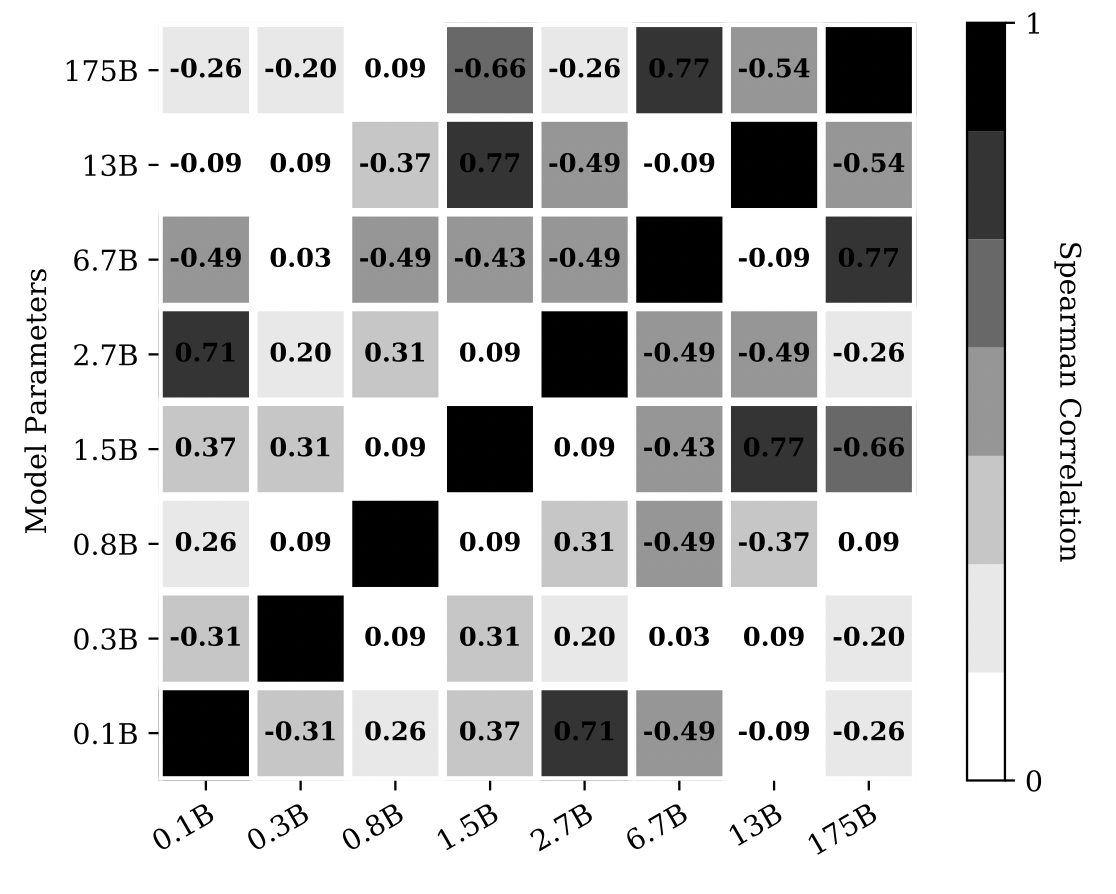 175B -0.26 -0.20 0.09 -0.66 -0.26 0.77 -0.54
13B -0.09 0.09 -0.37 0.77 -0.49 -0.09 -0.54
6.7B -0.49 0.03 -0.49 -0.43 -0.49 -0.09 0.77
2.7B 0.71 0.20 0.31 0.09 -0.49 -0.49 -0.26
1.5B 0.37 0.31 0.09 0.09 -0.43 0.77 -0.66
0.8B 0.26 0.09 0.09 0.31 -0.49 -0.37 0.09
0.3B -0.31 0.09 0.31 0.20 0.03 0.09 -0.20
0.1B -0.31 0.26 0.37 0.71 -0.49 -0.09 -0.26
0.1B 0.3B 0.8B 1.5B 2.7B 6.7B 13B 175B
Model Parameters
1
0
Spearman Correlation